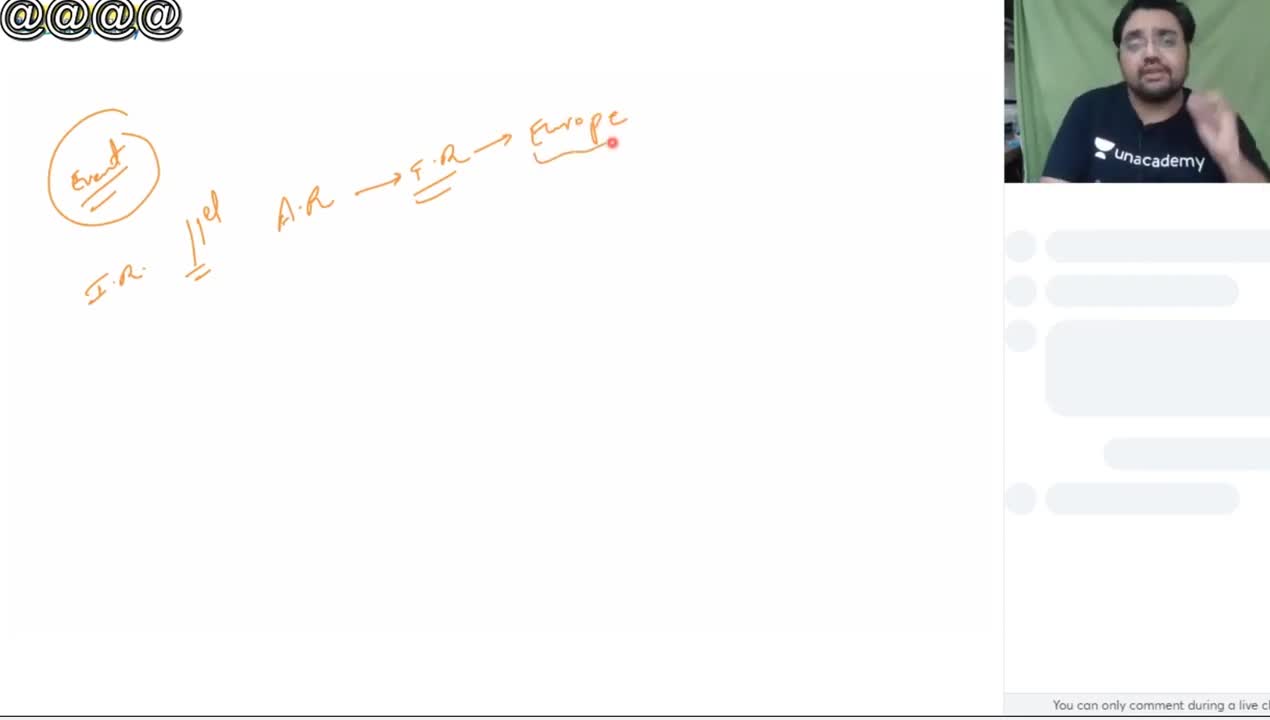 @@@@
unacademy
Event
I.R. ||el A.R → I.R → Europe
You can only comment during a live cl